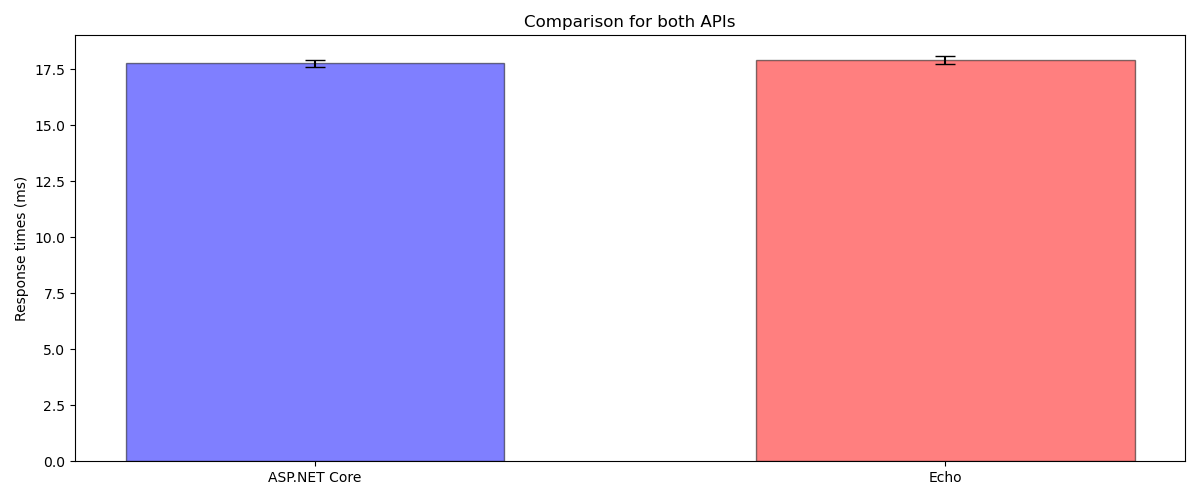 Comparison for both APIs
Response times (ms)
17.5
15.0
12.5
10.0
7.5
5.0
2.5
0.0
ASP.NET Core
Echo